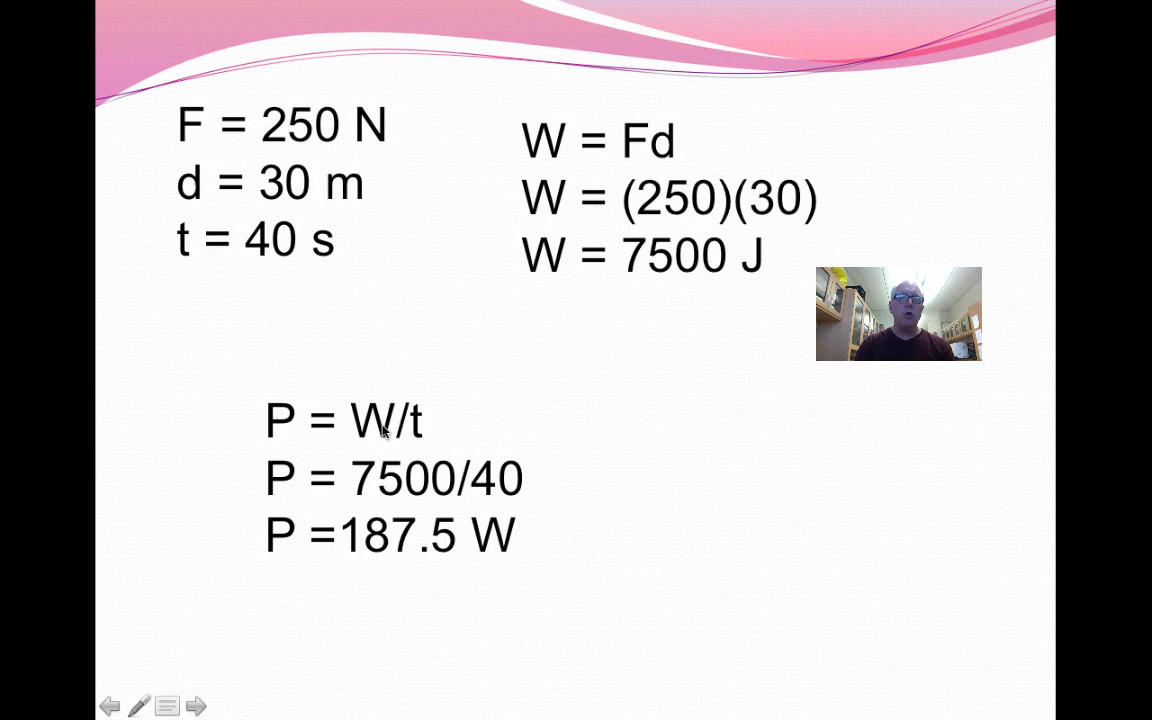 F = 250 N
d = 30 m
t = 40 s
W = Fd
W = (250)(30)
W = 7500 J
P = W/t
P = 7500/40
P =187.5 W